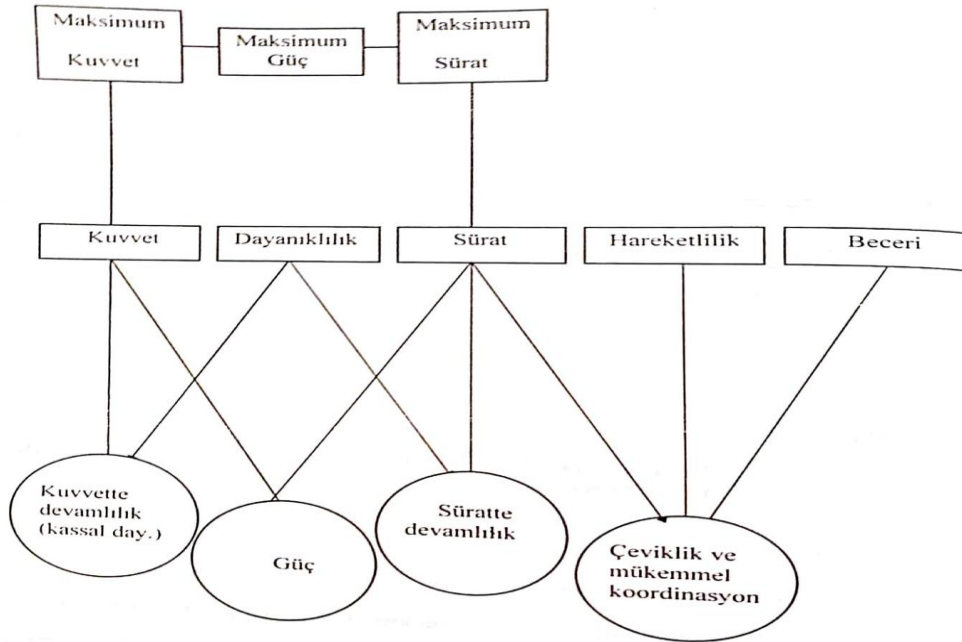 Maksimum
Kuvvet
Maksimum
Güç
Maksimum
Sürat
Kuvvet
Dayanıklılık
Sürat
Hareketlilik
Beceri
Kuvvette
devamlılık
(kassal day.)
Güç
Süratte
devamlılık
Çeviklik ve
mükemmel
koordinasyon